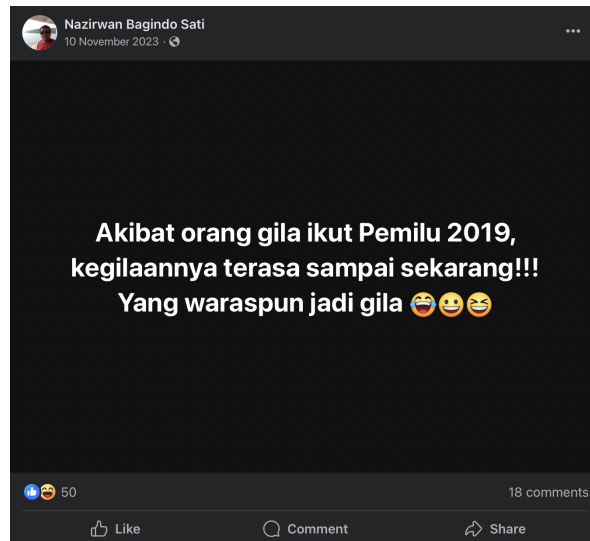 Nazirwan Bagindo Sati
10 November 2023 ·
Akibat orang gila ikut Pemilu 2019,
kegilaannya terasa sampai sekarang!!!
Yang waraspun jadi gila 😂😀😆
50
18 comments
Like
Comment
Share